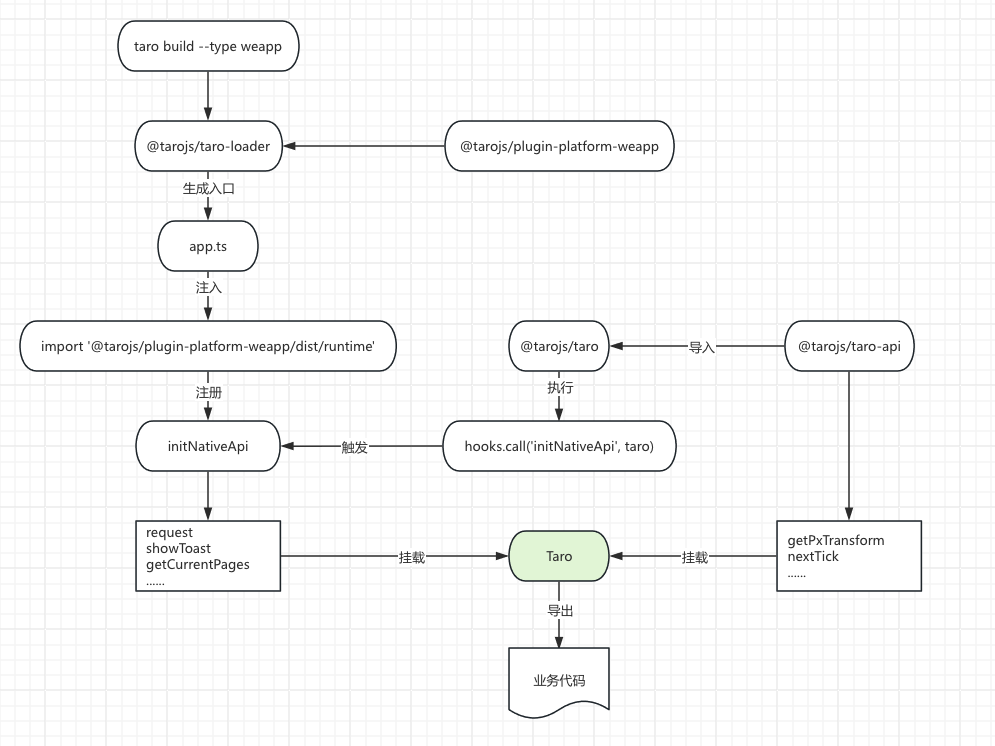 taro build --type weapp
@tarojs/taro-loader
@tarojs/plugin-platform-weapp
生成入口
app.ts
注入
import '@tarojs/plugin-platform-weapp/dist/runtime'
@tarojs/taro
导入
@tarojs/taro-api
注册
执行
initNativeApi
触发
hooks.call('initNativeApi', taro)
request
showToast
getCurrentPages
......
挂载
Taro
挂载
getPxTransform
nextTick
......
导出
业务代码